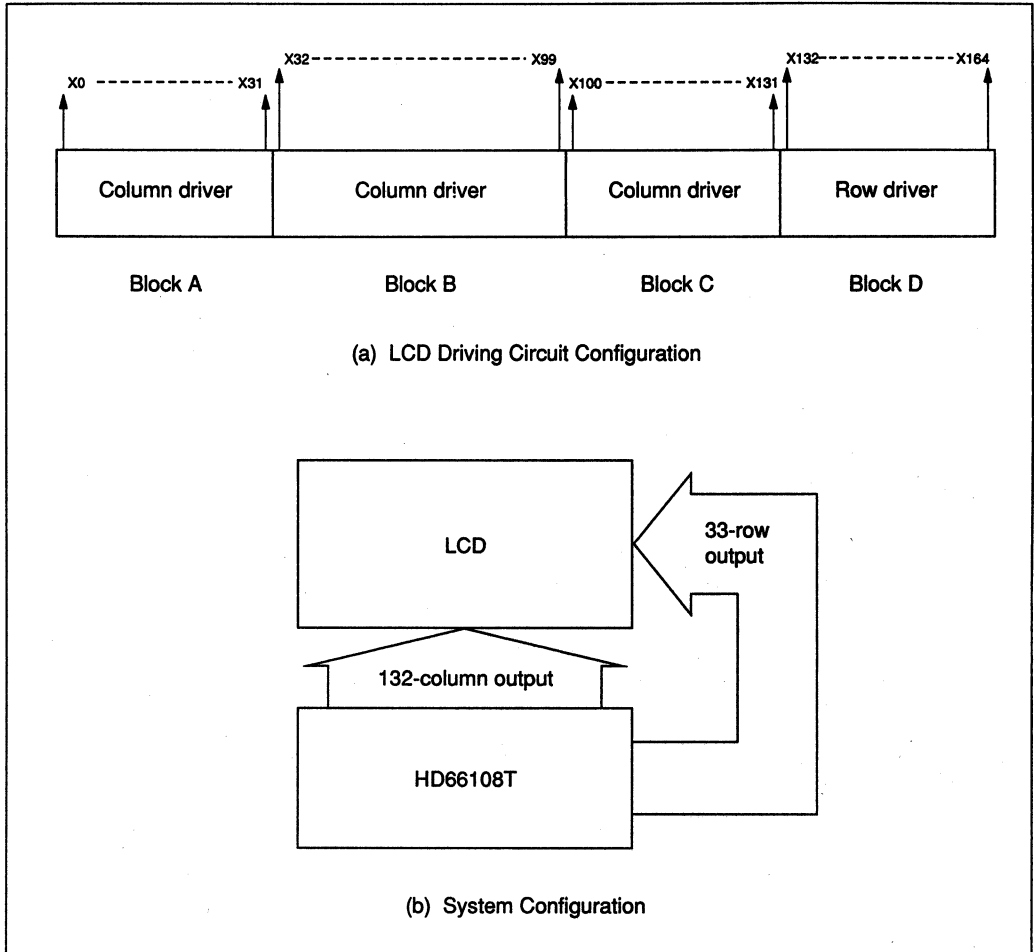 X0 X31 X32 X99 X100 X131 X132 X164
Column driver Column driver Column driver Row driver
Block A Block B Block C Block D
(a) LCD Driving Circuit Configuration
LCD
33-row
output
132-column output
HD66108T
(b) System Configuration